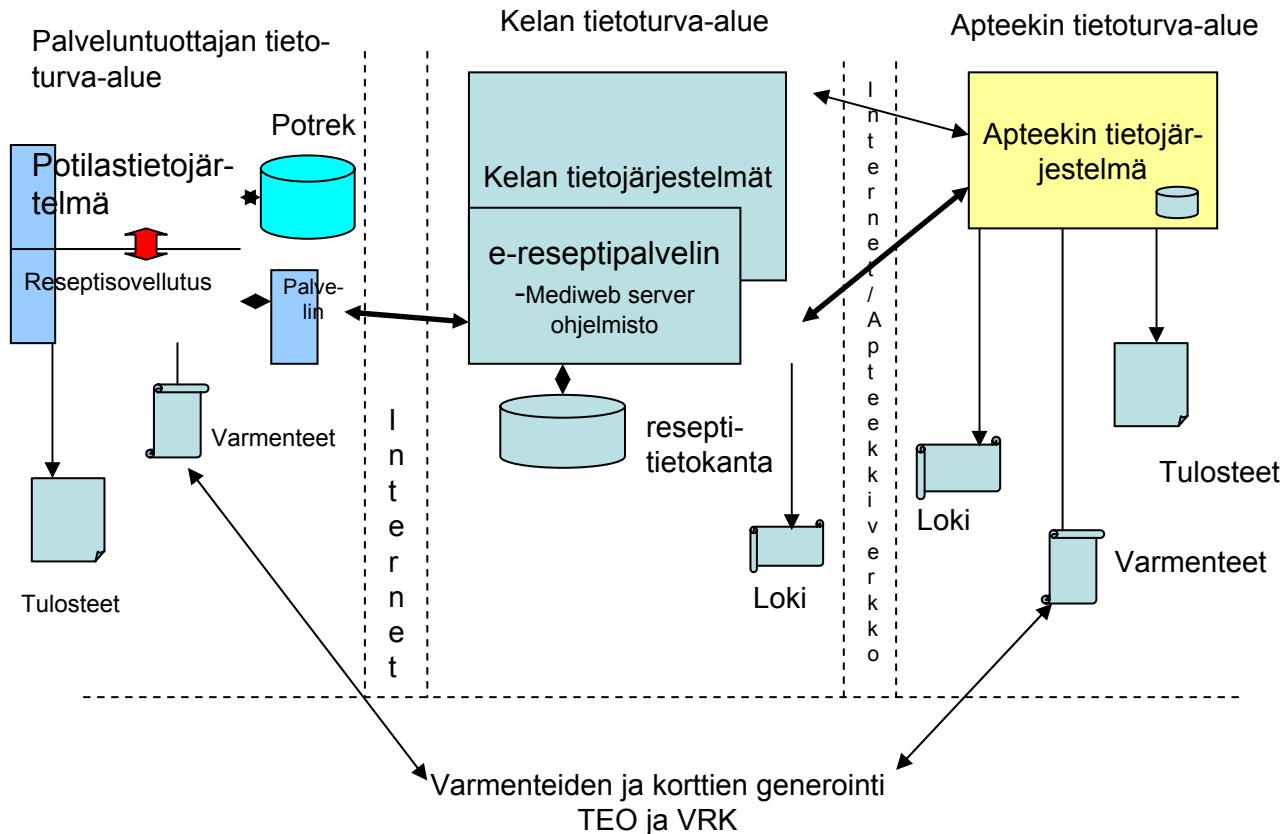 Palveluntuottajan tieto-
turva-alue
Kelan tietoturva-alue
Apteekin tietoturva-alue
Potrek
Potilastietojär-
telmä
Reseptisovellutus
Palve-
lin
Varmenteet
Tulosteet
Internet
Kelan tietojärjestelmät
e-reseptipalvelin
-Mediweb server
ohjelmisto
resepti-
tietokanta
Loki
Internet/Apteekkiverkko
Apteekin tietojär-
jestelmä
Loki
Tulosteet
Varmenteet
Varmenteiden ja korttien generointi
TEO ja VRK